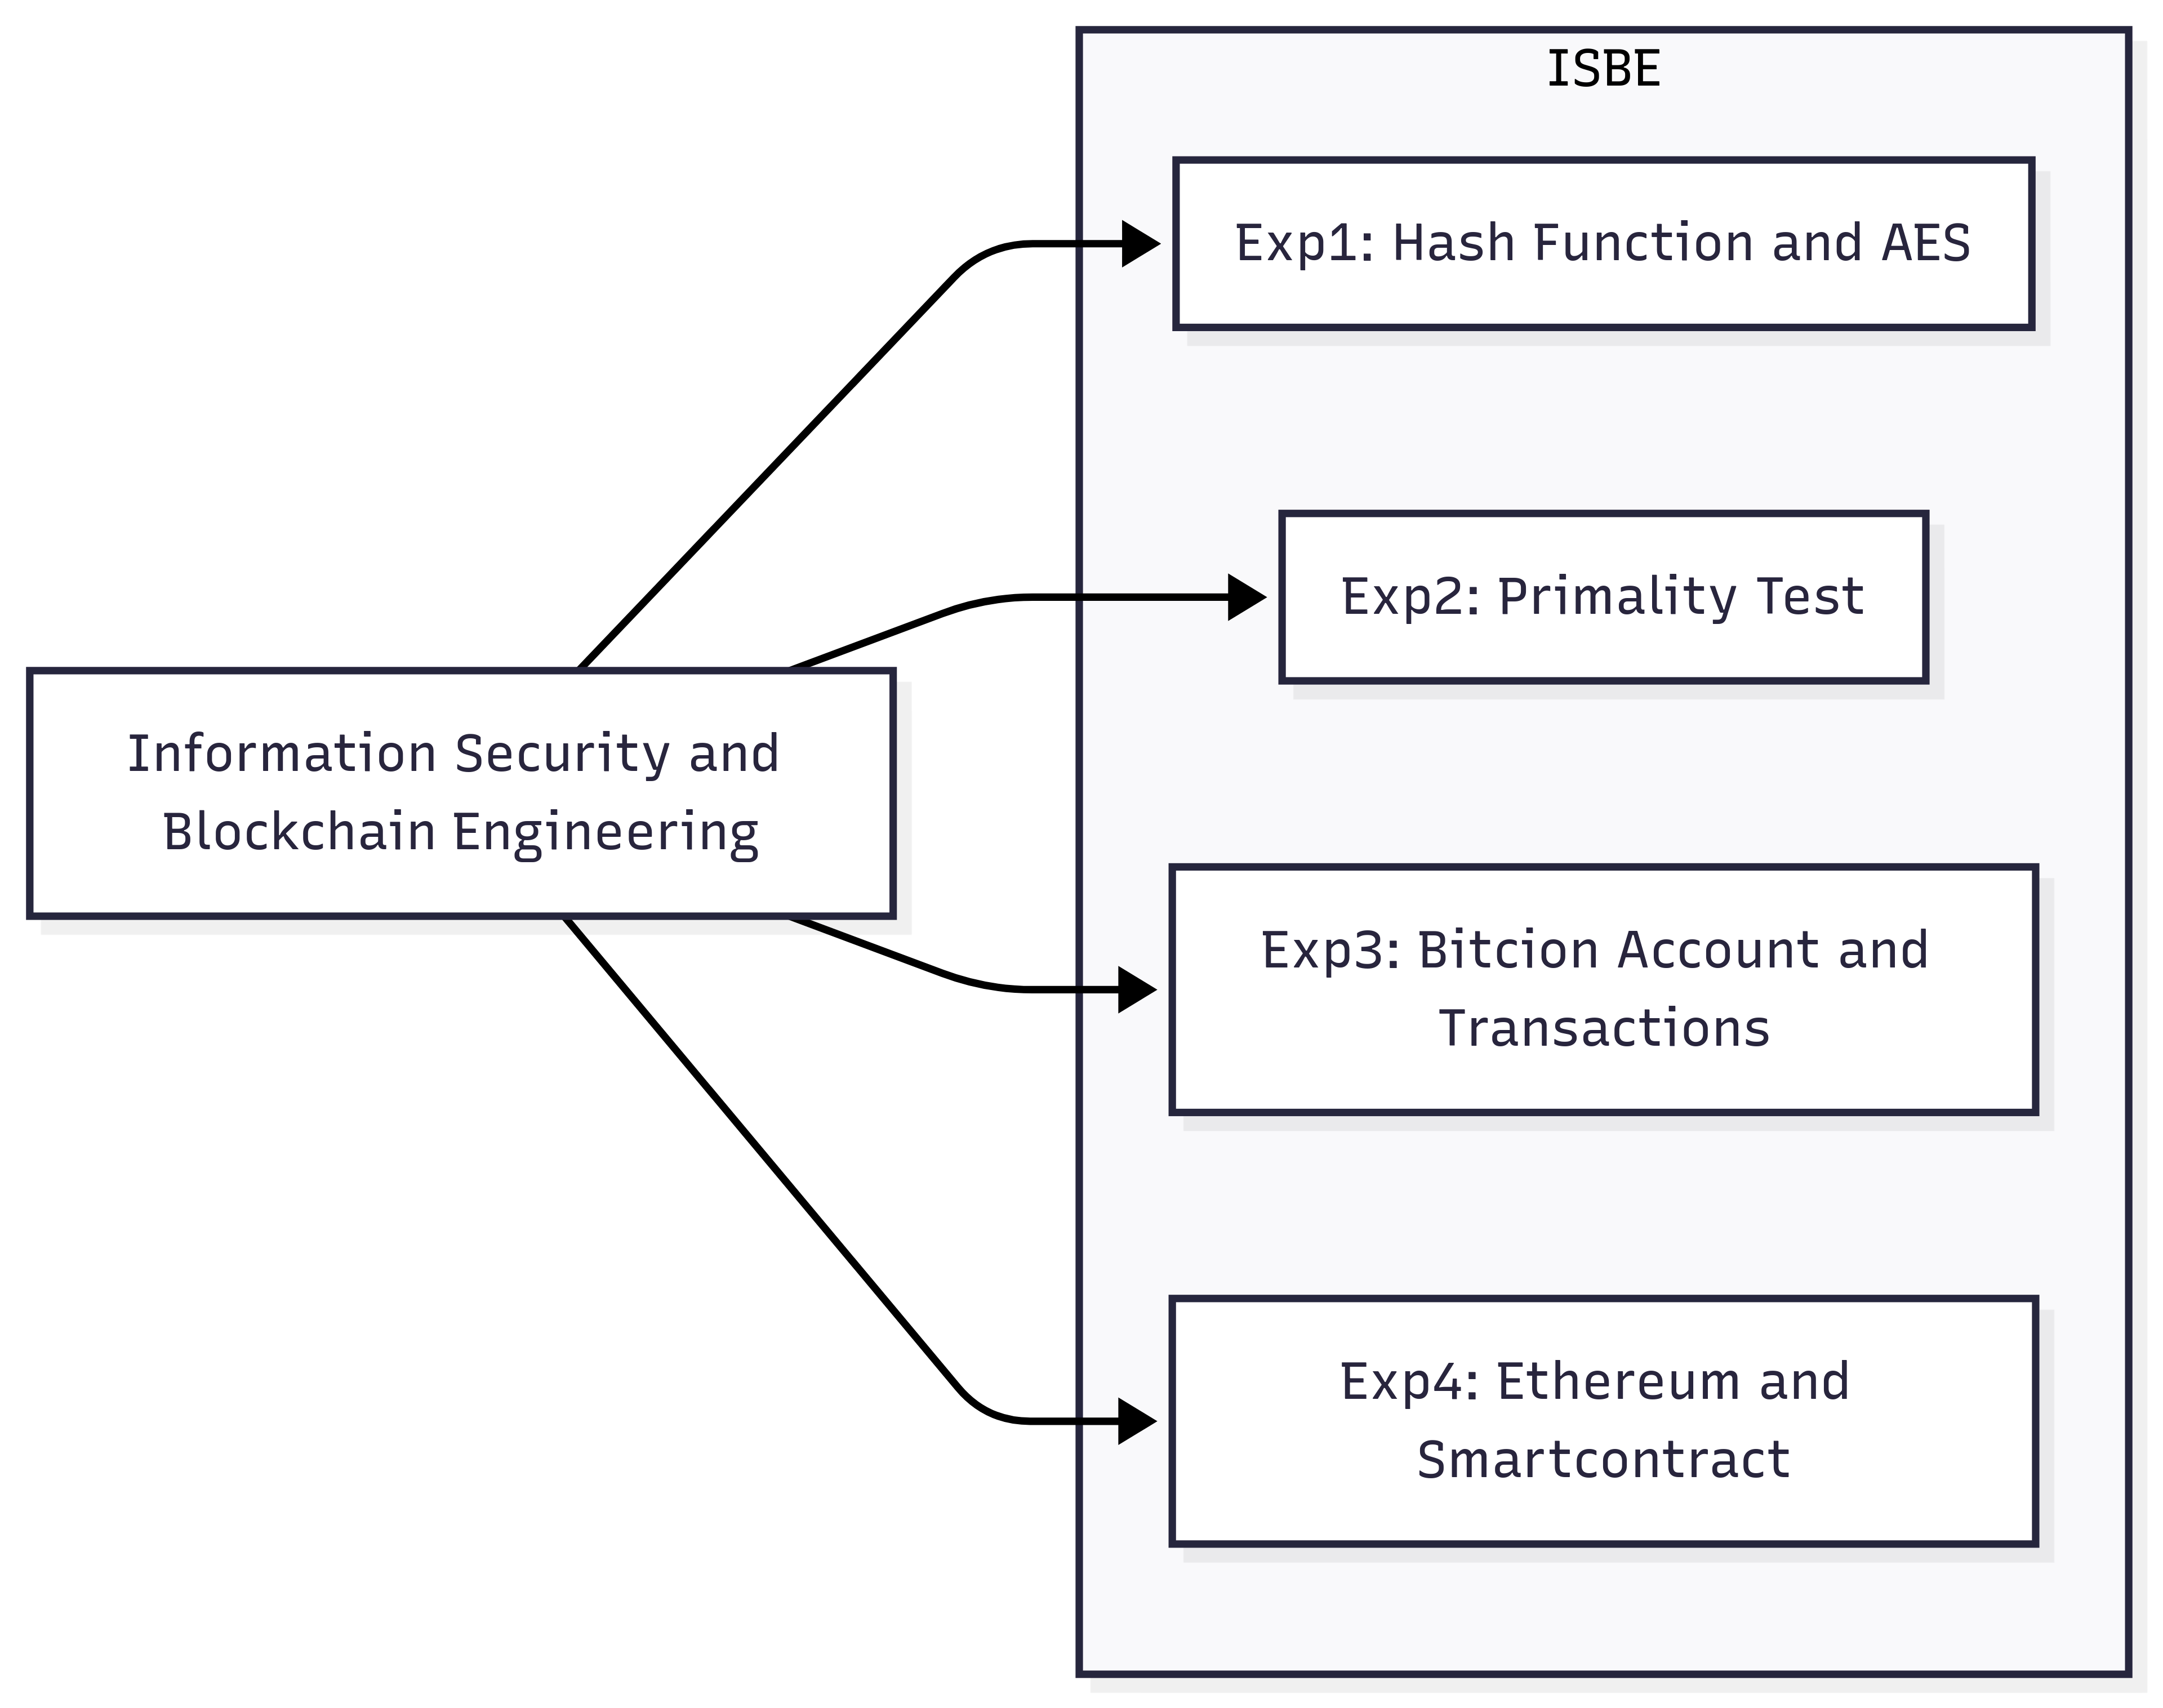 ISBE
Exp1: Hash Function and AES
Exp2: Primality Test
Information Security and
Blockchain Engineering
Exp3: Bitcion Account and
Transactions
Exp4: Ethereum and
Smartcontract